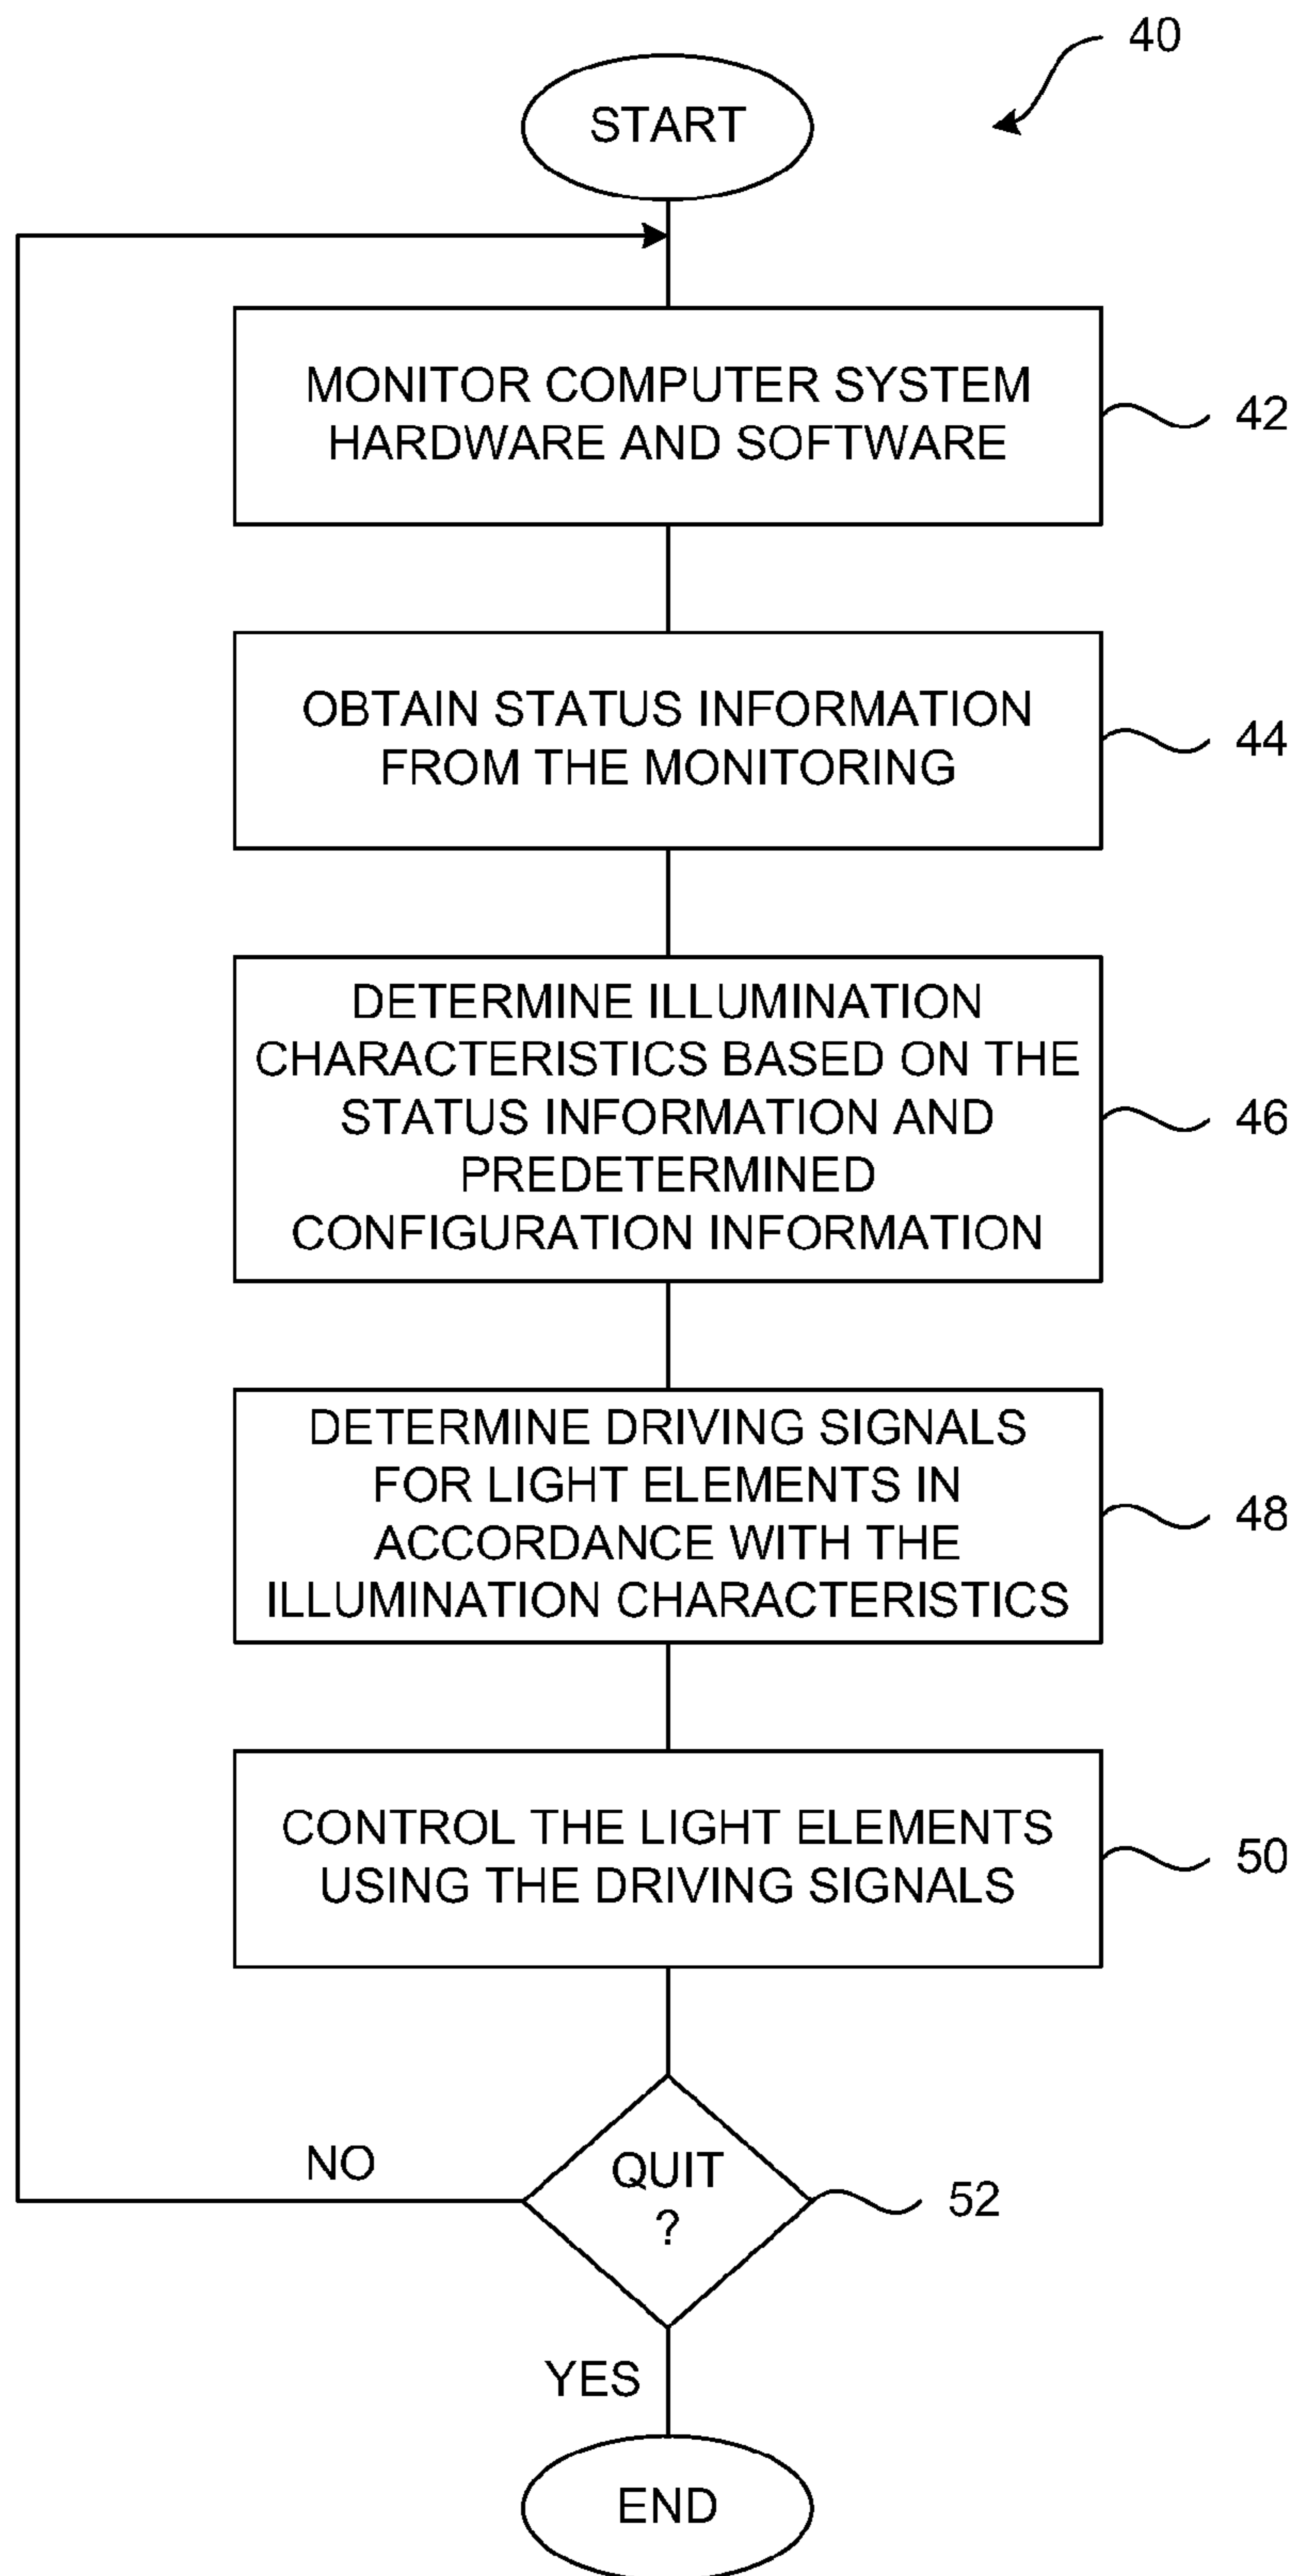 40
START
MONITOR COMPUTER SYSTEM
HARDWARE AND SOFTWARE
42
OBTAIN STATUS INFORMATION
FROM THE MONITORING
44
DETERMINE ILLUMINATION
CHARACTERISTICS BASED ON THE
STATUS INFORMATION AND
PREDETERMINED
CONFIGURATION INFORMATION
46
DETERMINE DRIVING SIGNALS
FOR LIGHT ELEMENTS IN
ACCORDANCE WITH THE
ILLUMINATION CHARACTERISTICS
48
CONTROL THE LIGHT ELEMENTS
USING THE DRIVING SIGNALS
50
NO
QUIT
?
52
YES
END